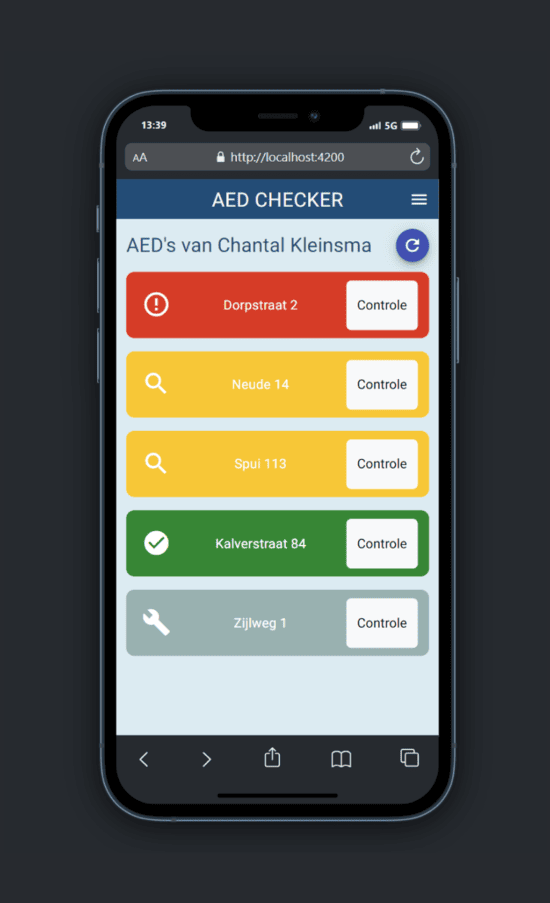 13:39
5G
AA
http://localhost:4200
AED CHECKER
AED's van Chantal Kleinsma
Dorpstraat 2
Controle
Neude 14
Controle
Spui 113
Controle
Kalverstraat 84
Controle
Zijlweg 1
Controle